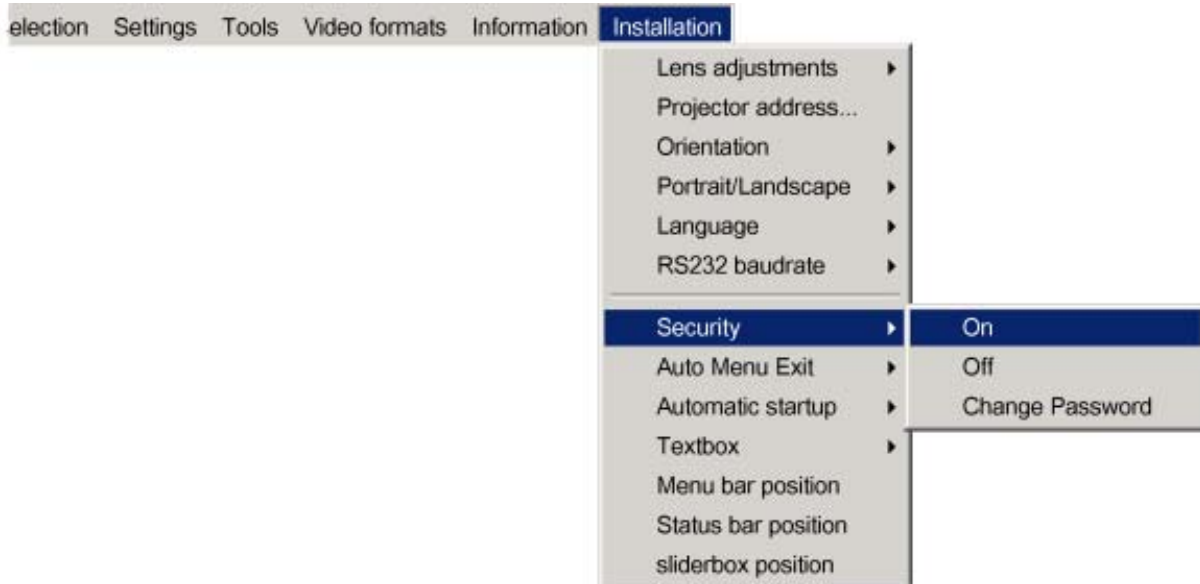 election Settings Tools Video formats Information Installation
Lens adjustments
Projector address...
Orientation
Portrait/Landscape
Language
RS232 baudrate
Security
On
Auto Menu Exit
Off
Automatic startup
Change Password
Textbox
Menu bar position
Status bar position
sliderbox position